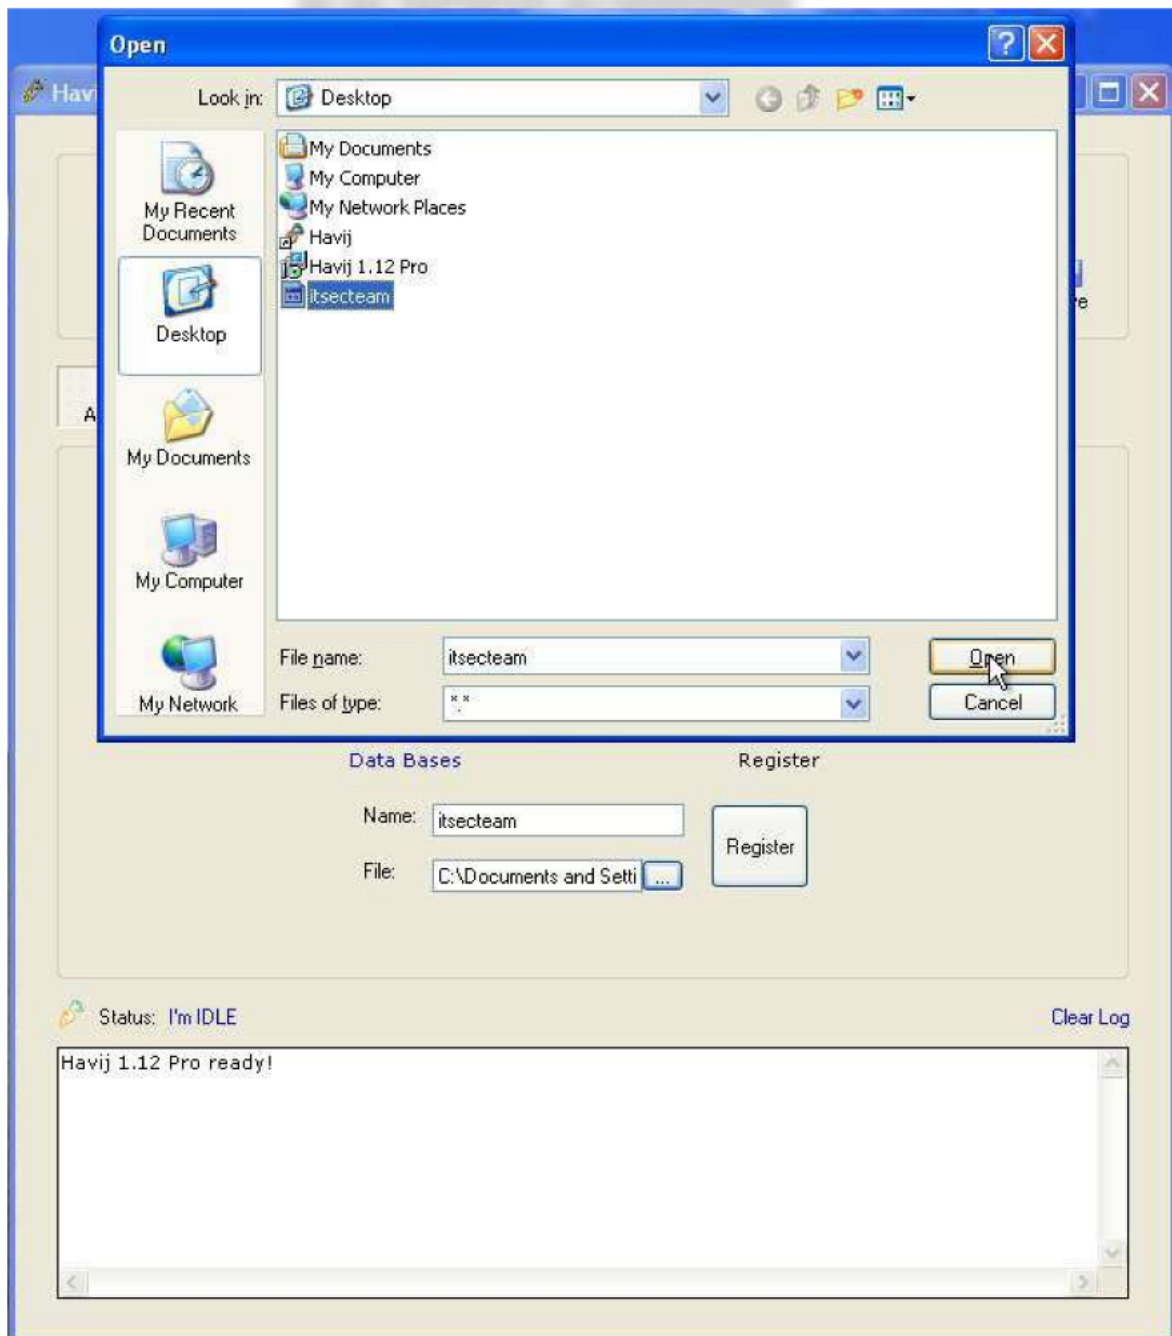 Open
Havi
Look in:
Desktop
My Documents
My Computer
My Network Places
Havij
Havij 1.12 Pro
itsecteam
My Recent
Documents
Desktop
My Documents
My Computer
My Network
A
e
File name:
itsecteam
Open
Files of type:
*.*
Cancel
Data Bases
Register
Name:
itsecteam
Register
File:
C:\Documents and Setti
...
Status: I'm IDLE
Clear Log
Havij 1.12 Pro ready!